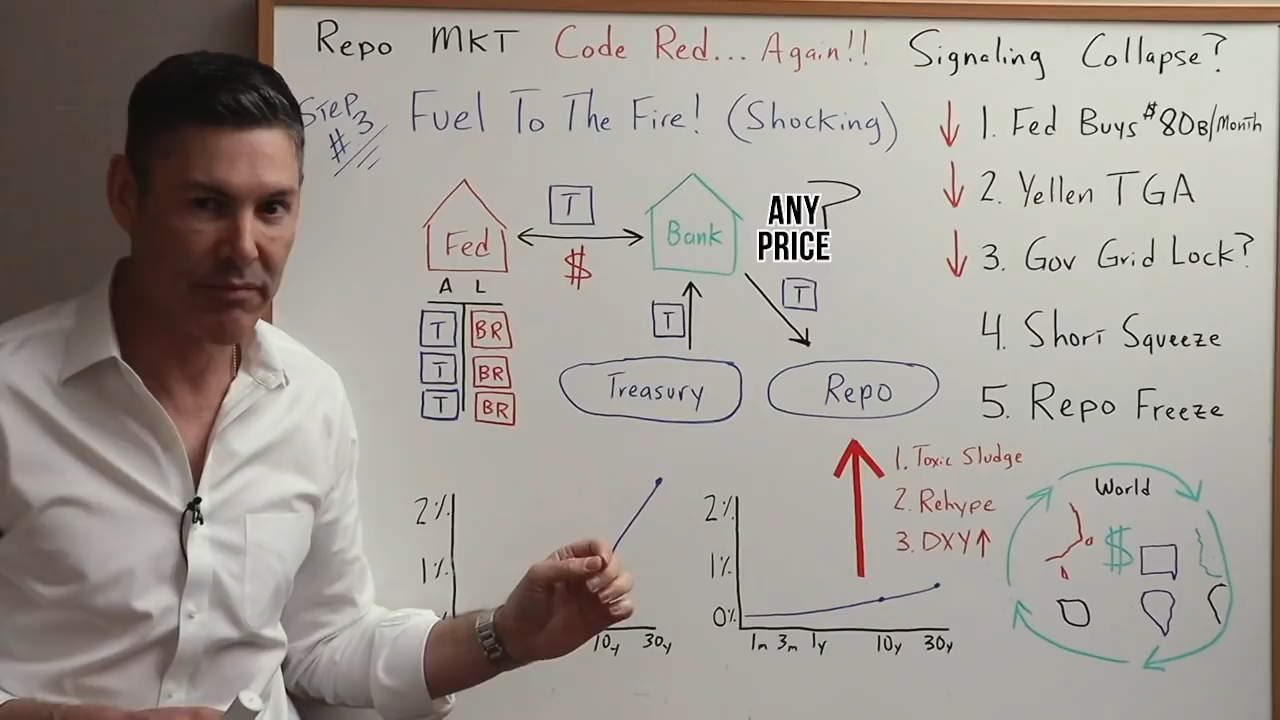 Repo MKT Code Red... Again!! Signaling Collapse?
Step #3
Fuel To The Fire! (Shocking)
1. Fed Buys $80B/Month
2. Yellen TGA
3. Gov Grid Lock?
4. Short Squeeze
5. Repo Freeze
T
Fed
$
Bank
ANY
PRICE
A L
T BR
T BR
T BR
T
T
Treasury
Repo
1. Toxic Sludge
2. Rehype
3. DXY↑
World
$
2%
1%
10y 30y
2%
1%
0%
1m 3m 1y 10y 30y